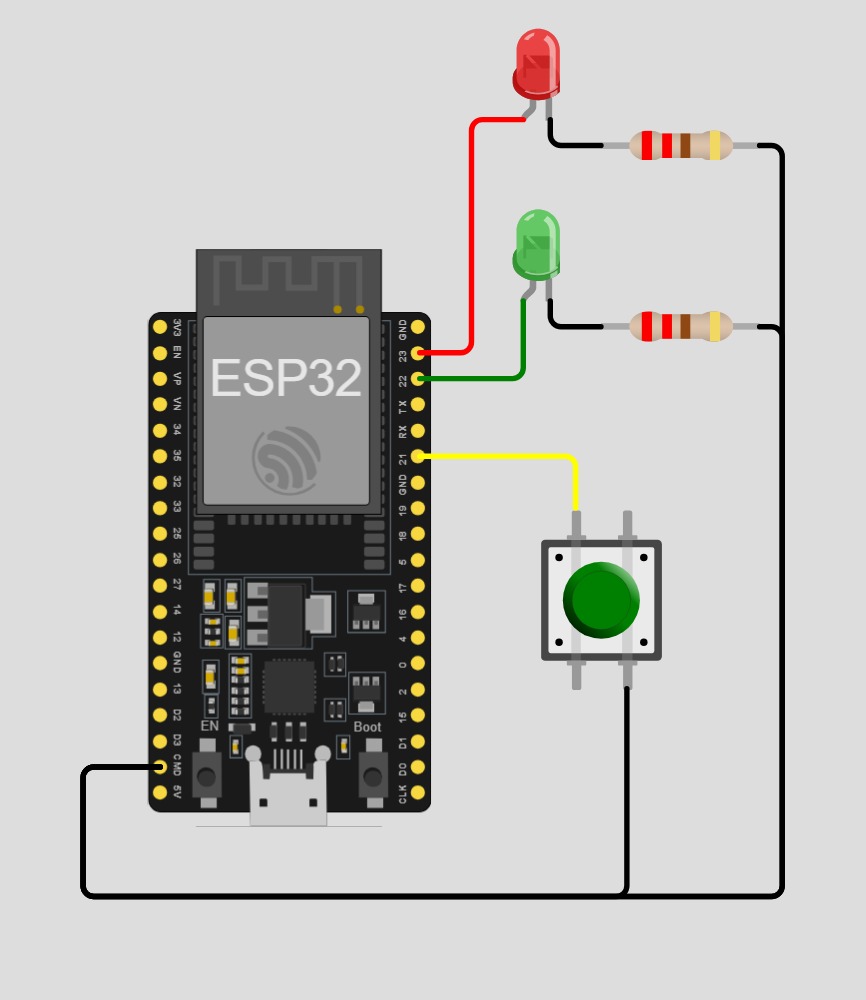 ESP32
3V3
EN
VP
VN
34
35
32
33
25
26
27
14
12
GND
13
D2
D3
CMD
5V
GND
23
22
TX
RX
21
GND
19
18
5
17
16
4
0
2
15
D1
D0
CLK
EN
Boot